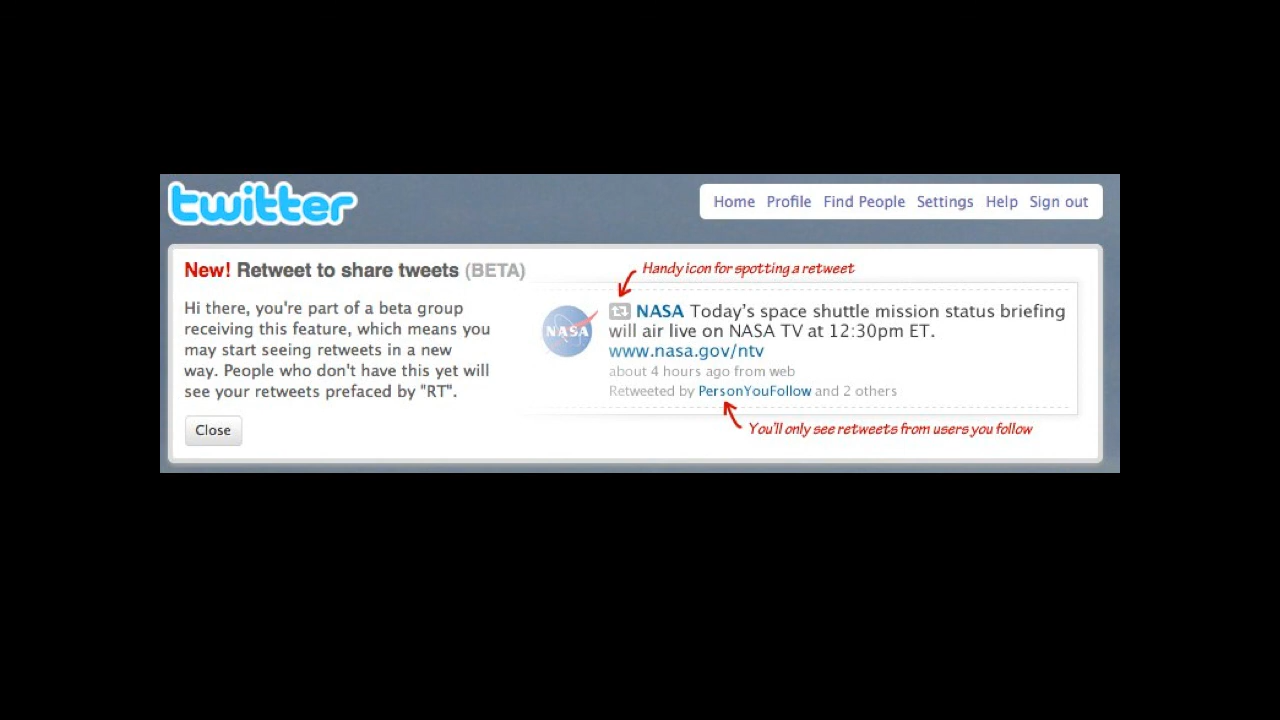 twitter
Home Profile Find People Settings Help Sign out
New! Retweet to share tweets (BETA)
Hi there, you're part of a beta group
receiving this feature, which means you
may start seeing retweets in a new
way. People who don't have this yet will
see your retweets prefaced by "RT".
Close
Handy icon for spotting a retweet
NASA
NASA Today's space shuttle mission status briefing
will air live on NASA TV at 12:30pm ET.
www.nasa.gov/ntv
about 4 hours ago from web
Retweeted by PersonYouFollow and 2 others
You'll only see retweets from users you follow